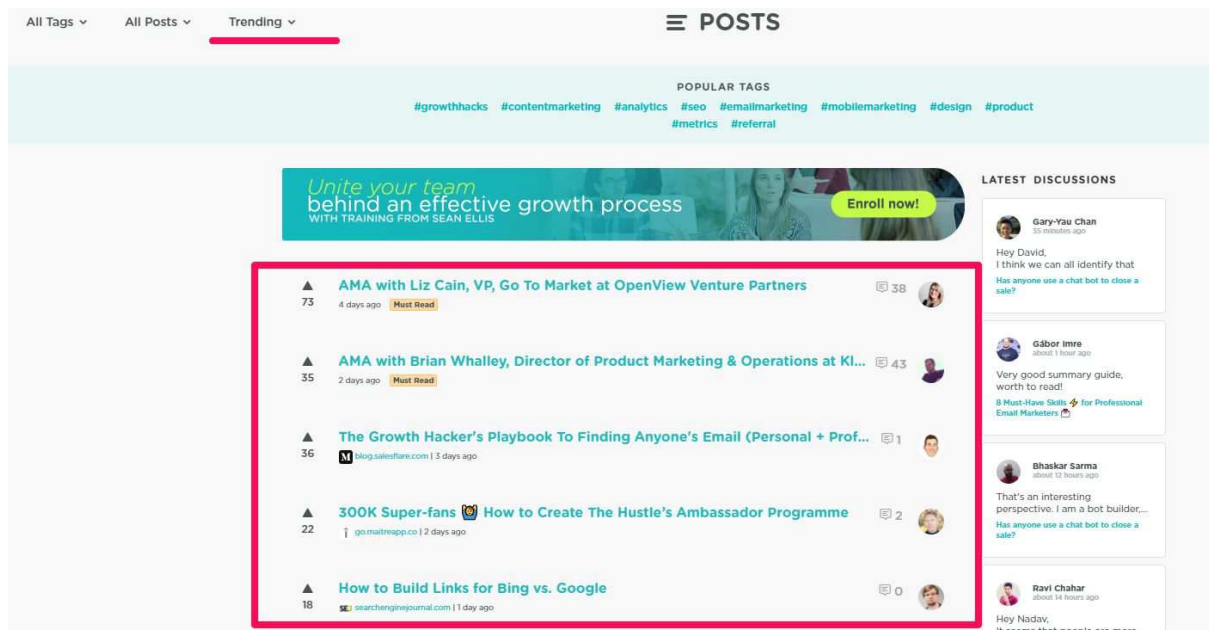 All Tags
All Posts
Trending
POSTS
POPULAR TAGS
#growthhacks #contentmarketing #analytics #seo #emailmarketing #mobilemarketing #design #product
#metrics #referral
Unite your team
behind an effective growth process
WITH TRAINING FROM SEAN ELLIS
Enroll now!
73
AMA with Liz Cain, VP, Go To Market at OpenView Venture Partners
4 days ago Must Read
38
35
AMA with Brian Whalley, Director of Product Marketing & Operations at Kl...
2 days ago Must Read
43
36
The Growth Hacker's Playbook To Finding Anyone's Email (Personal + Prof...
M blog.salesflare.com | 3 days ago
1
22
300K Super-fans 🙆 How to Create The Hustle's Ambassador Programme
go.maitreapp.co | 2 days ago
2
18
How to Build Links for Bing vs. Google
SEJ searchenginejournal.com | 1 day ago
0
LATEST DISCUSSIONS
Gary-Yau Chan
35 minutes ago
Hey David,
I think we can all identify that
Has anyone use a chat bot to close a
sale?
Gábor Imre
about 1 hour ago
Very good summary guide,
worth to read!
8 Must-Have Skills ⚡ for Professional
Email Marketers 📩
Bhaskar Sarma
about 12 hours ago
That's an interesting
perspective. I am a bot builder,...
Has anyone use a chat bot to close a
sale?
Ravi Chahar
about 14 hours ago
Hey Nadav,